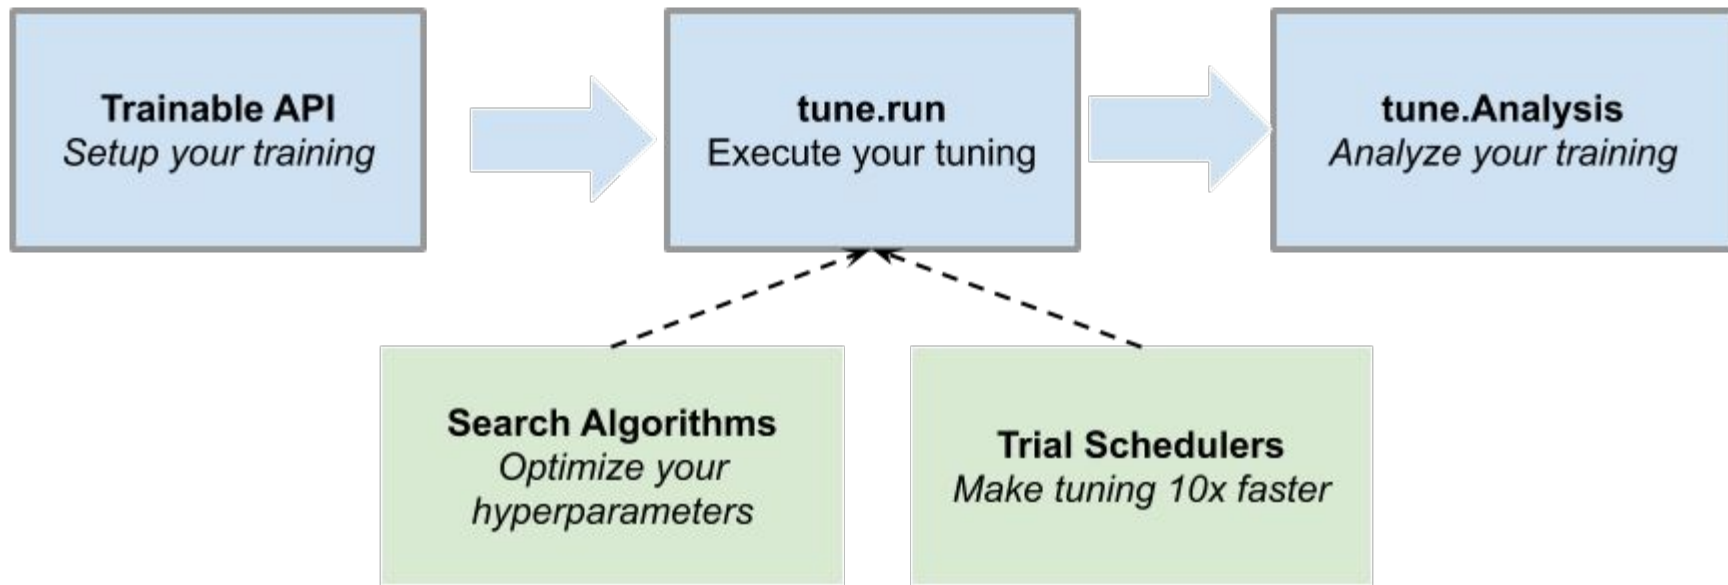 Trainable API
Setup your training
tune.run
Execute your tuning
tune.Analysis
Analyze your training
Search Algorithms
Optimize your
hyperparameters
Trial Schedulers
Make tuning 10x faster